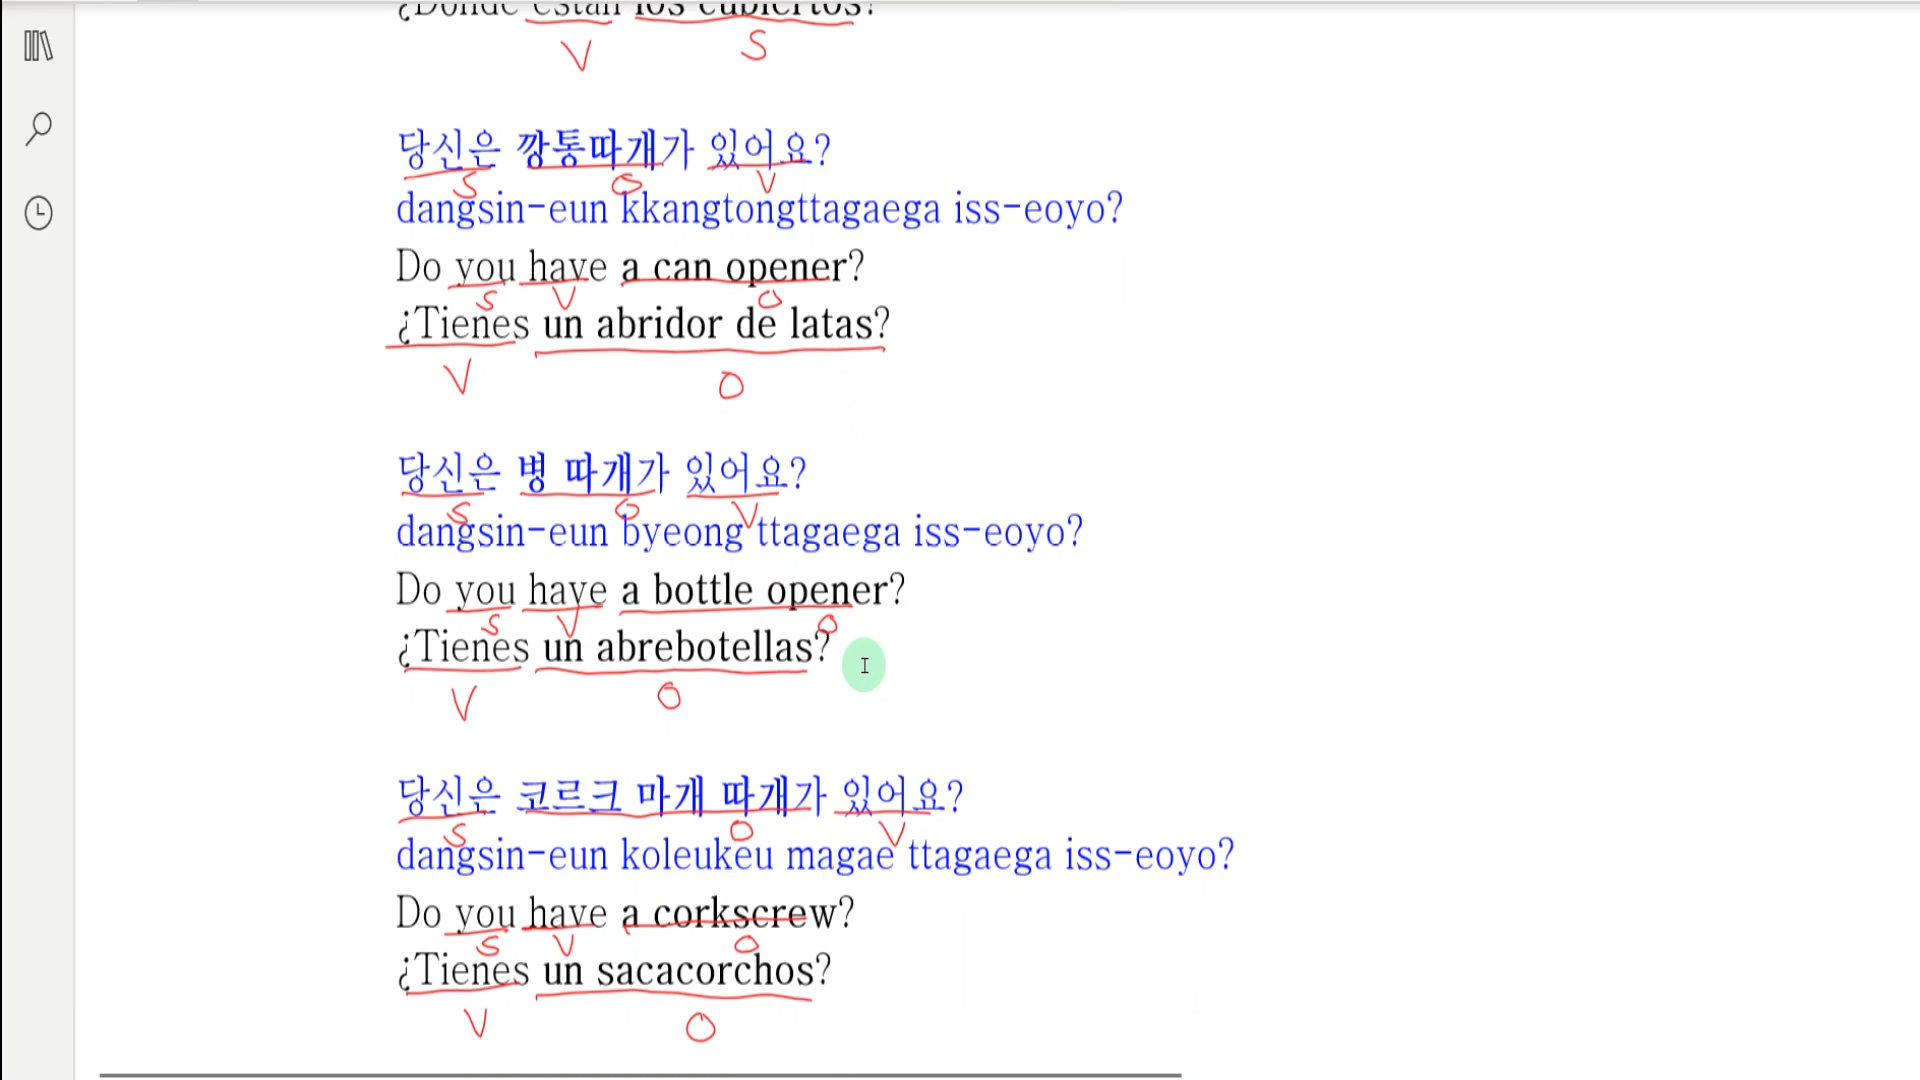 ¿Dónde están los cubiertos?
V S
당신은 깡통따개가 있어요?
S O V
dangsin-eun kkangtongttagaega iss-eoyo?
Do you have a can opener?
S V O
¿Tienes un abridor de latas?
V O
당신은 병 따개가 있어요?
S O V
dangsin-eun byeong ttagaega iss-eoyo?
Do you have a bottle opener?
S V O
¿Tienes un abrebotellas?
V O
당신은 코르크 마개 따개가 있어요?
S O V
dangsin-eun koleukeu magae ttagaega iss-eoyo?
Do you have a corkscrew?
S V O
¿Tienes un sacacorchos?
V O